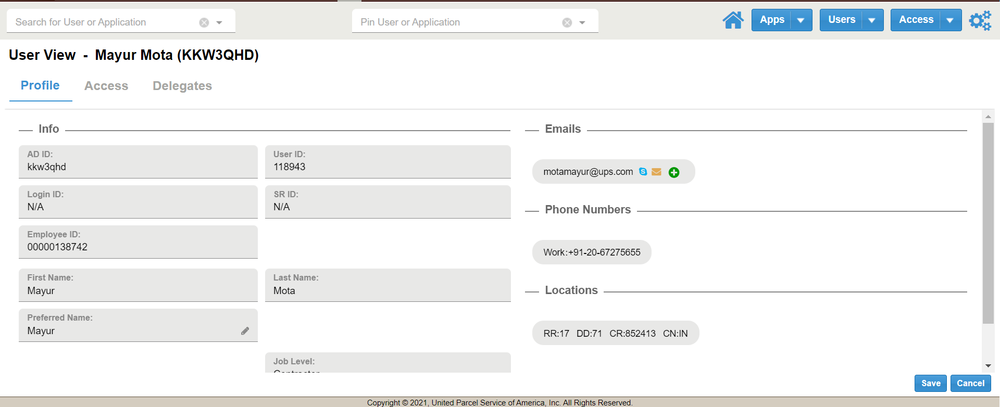 Search for User or Application
Pin User or Application
Apps
Users
Access
User View - Mayur Mota (KKW3QHD)
Profile
Access
Delegates
Info
AD ID:
kkw3qhd
User ID:
118943
Login ID:
N/A
SR ID:
N/A
Employee ID:
00000138742
First Name:
Mayur
Last Name:
Mota
Preferred Name:
Mayur
Job Level:
Contractor
Emails
motamayur@ups.com
Phone Numbers
Work:+91-20-67275655
Locations
RR:17 DD:71 CR:852413 CN:IN
Save
Cancel
Copyright © 2021, United Parcel Service of America, Inc. All Rights Reserved.